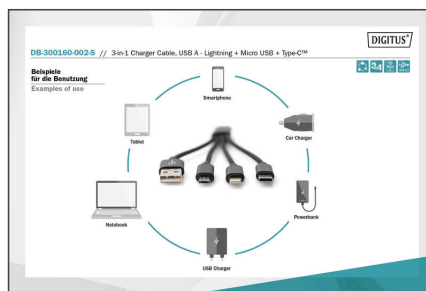 DIGITUS®
DB-300160-002-S // 3-in-1 Charger Cable, USB A - Lightning + Micro USB + Type-C™
Beispiele
für die Benutzung
Examples of use
Smartphone
Tablet
Car Charger
Notebook
Powerbank
USB Charger